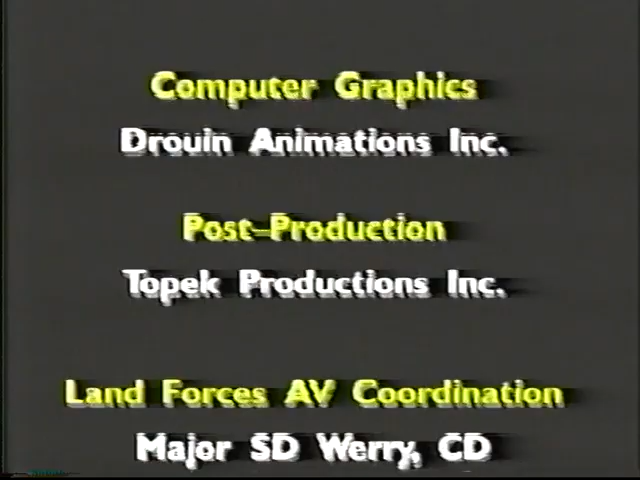 Computer Graphics
Drouin Animations Inc.
Post-Production
Topek Productions Inc.
Land Forces AV Coordination
Major SD Werry, CD